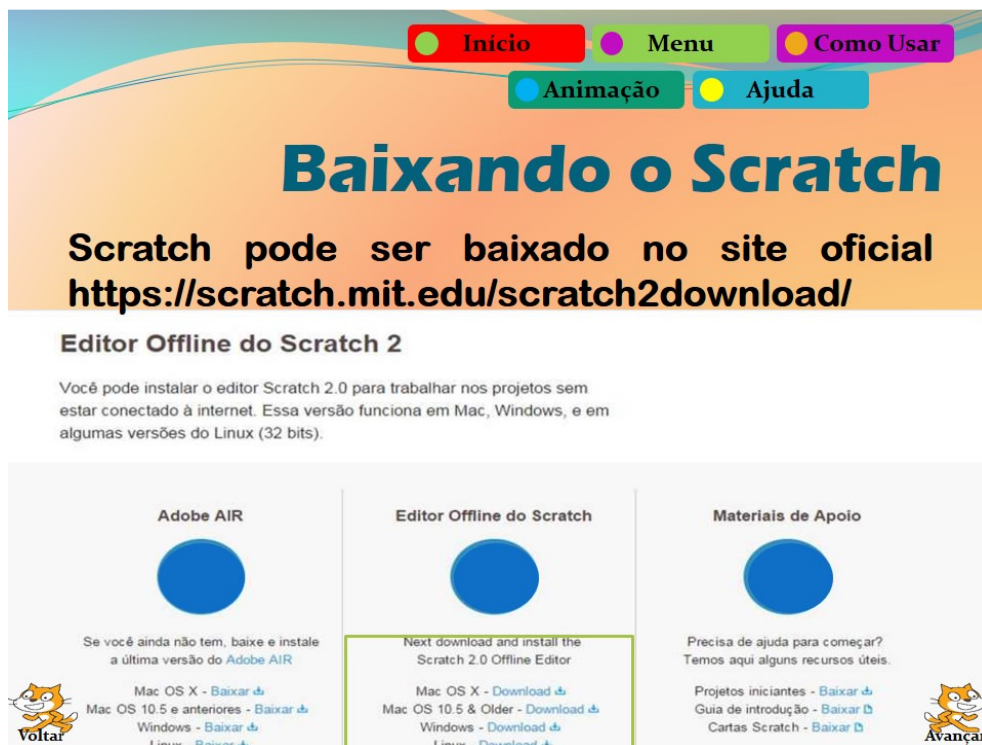 Início Menu Como Usar
Animação Ajuda
Baixando o Scratch
Scratch pode ser baixado no site oficial
https://scratch.mit.edu/scratch2download/
Editor Offline do Scratch 2
Você pode instalar o editor Scratch 2.0 para trabalhar nos projetos sem
estar conectado à internet. Essa versão funciona em Mac, Windows, e em
algumas versões do Linux (32 bits).
Adobe AIR
Se você ainda não tem, baixe e instale
a última versão do Adobe AIR
Mac OS X - Baixar
Mac OS 10.5 e anteriores - Baixar
Windows - Baixar
Linux - Baixar
Editor Offline do Scratch
Next download and install the
Scratch 2.0 Offline Editor
Mac OS X - Download
Mac OS 10.5 & Older - Download
Windows - Download
Linux - Download
Materiais de Apoio
Precisa de ajuda para começar?
Temos aqui alguns recursos úteis.
Projetos iniciantes - Baixar
Guia de introdução - Baixar
Cartas Scratch - Baixar
Voltar
Avançar